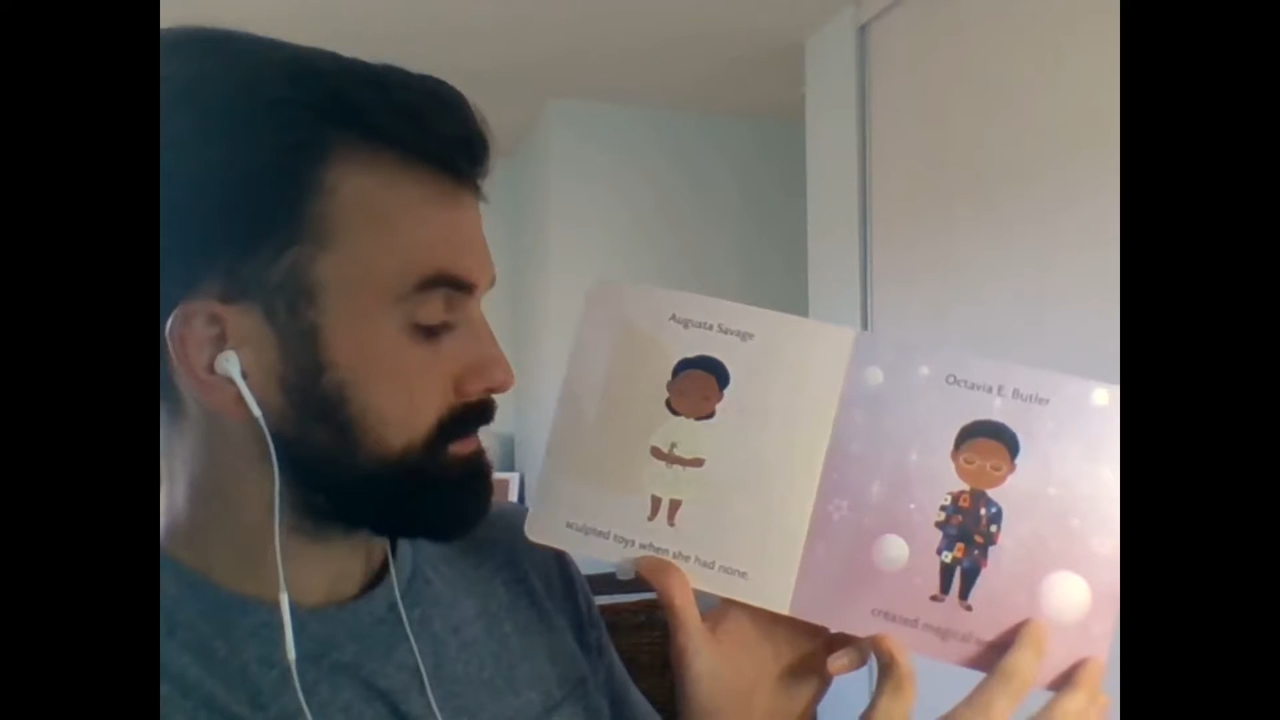 Augusta Savage
sculpted toys when she had none.
Octavia E. Butler
created magical